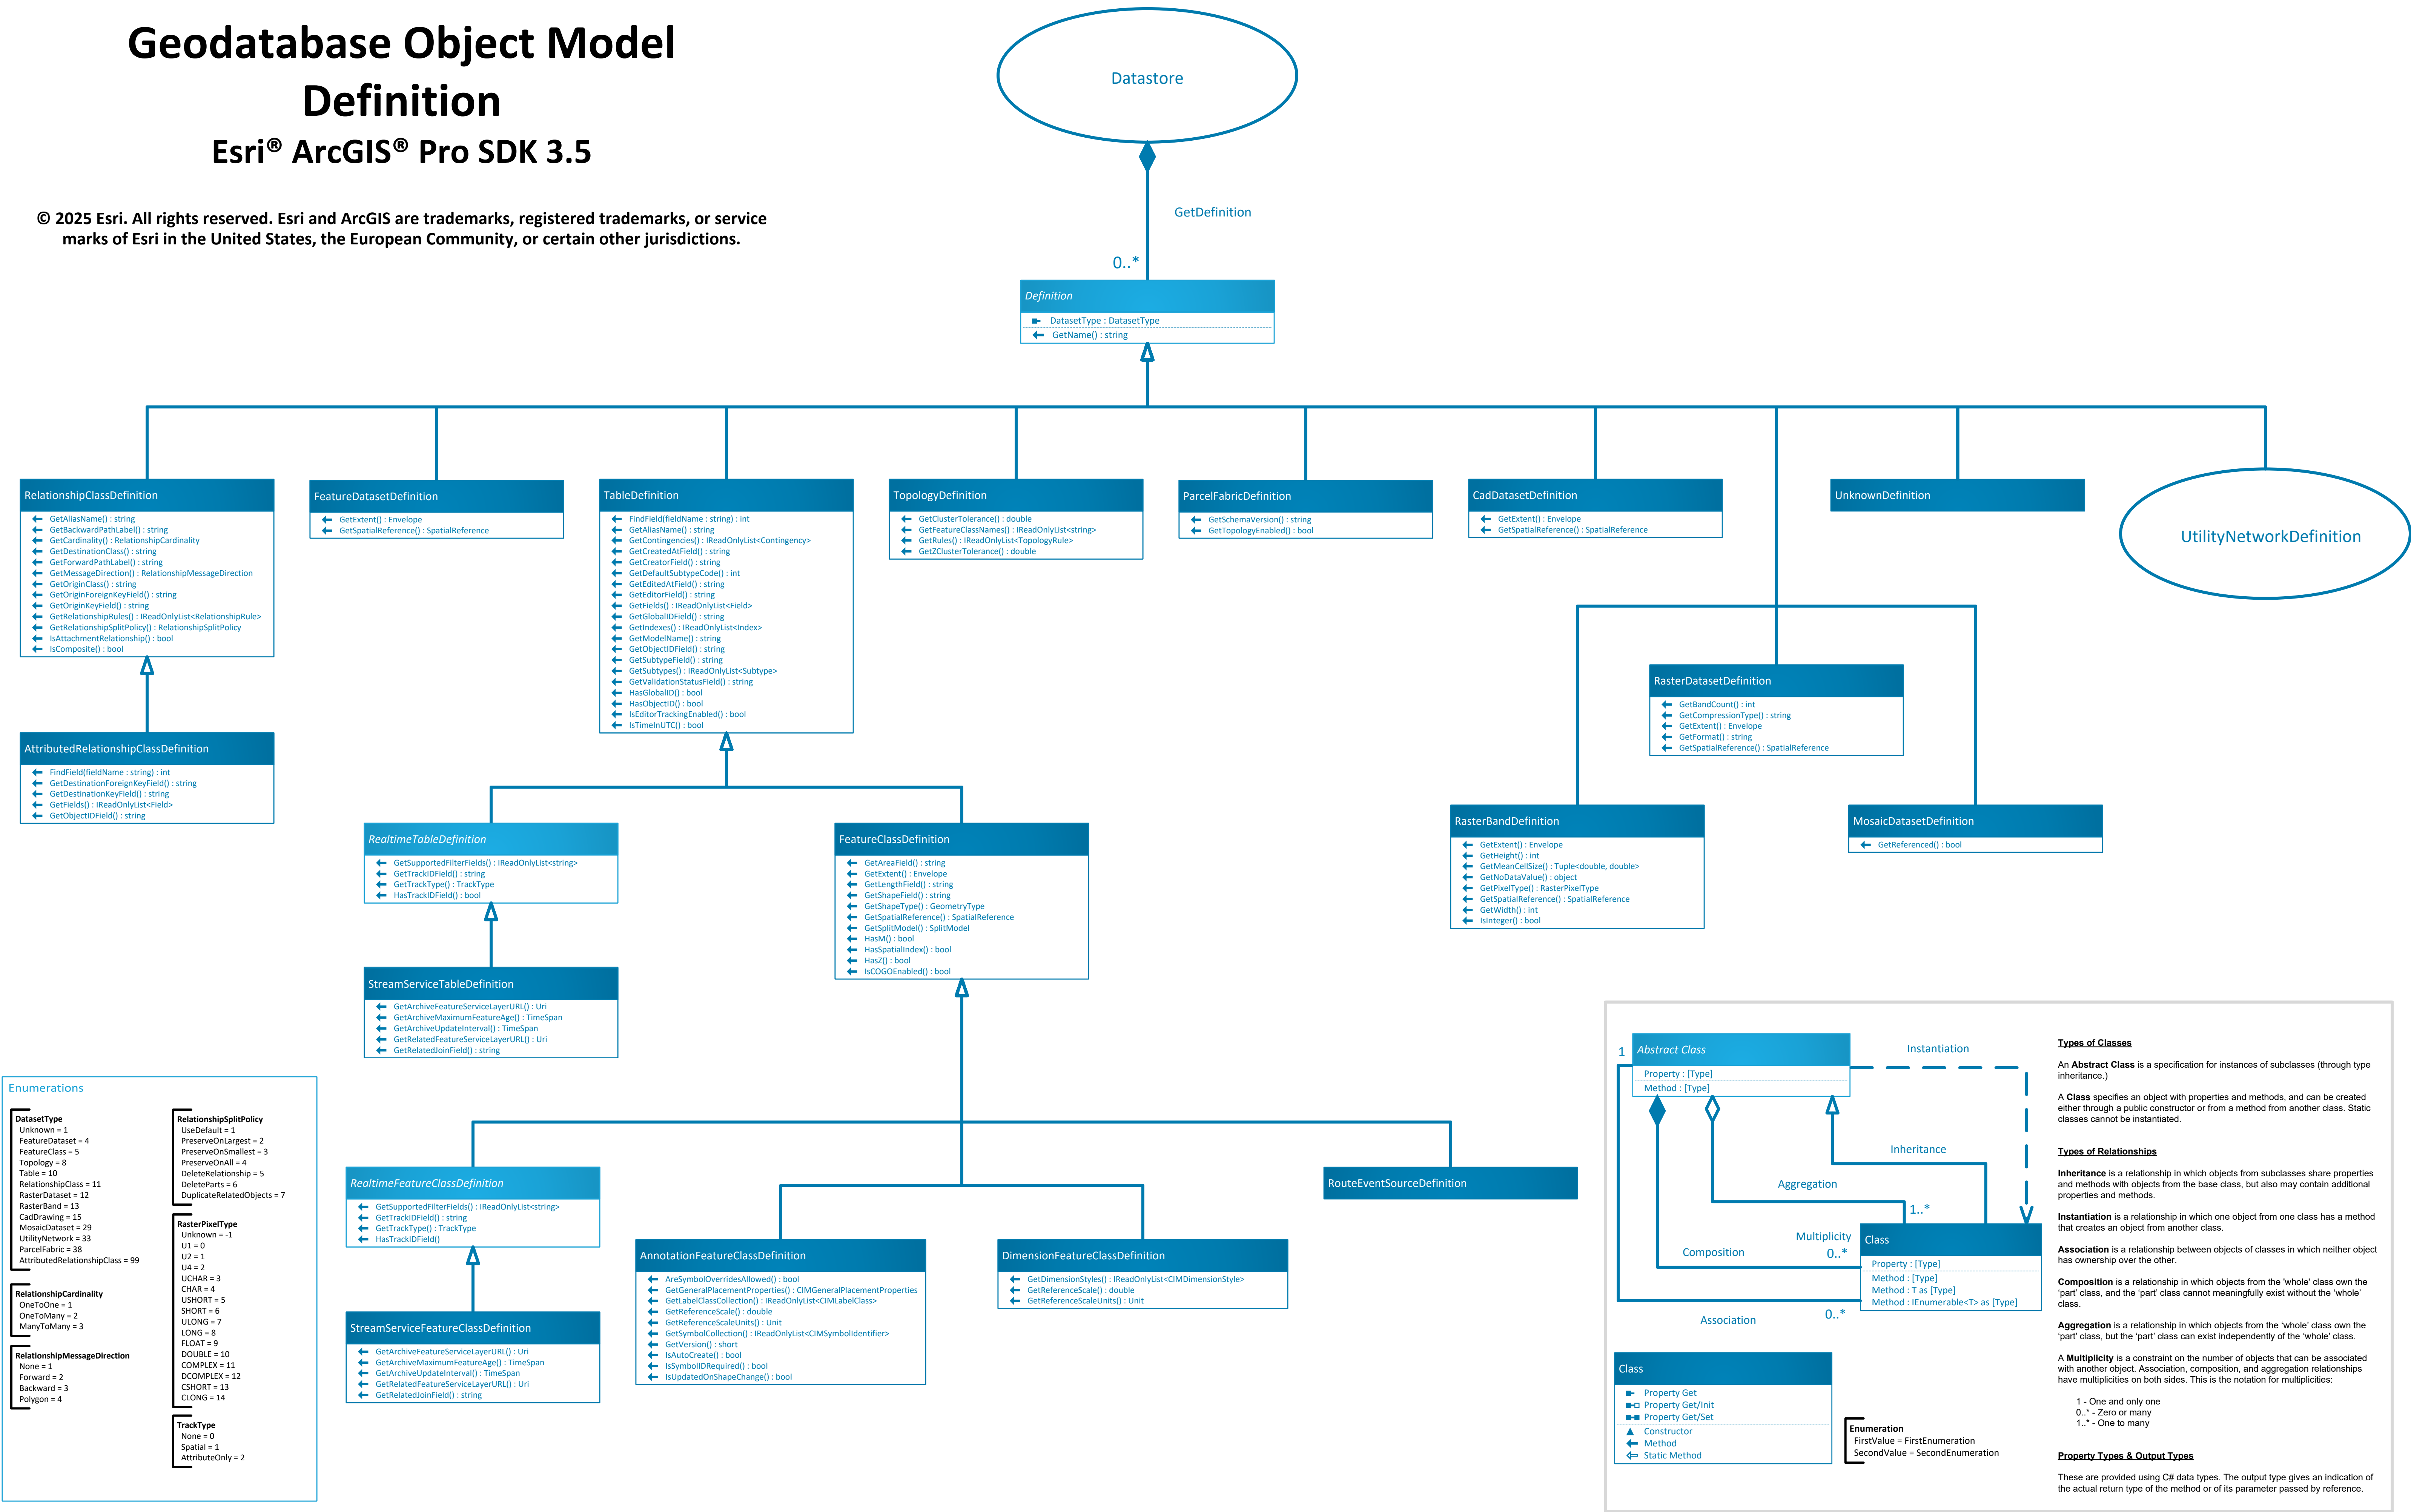 Geodatabase Object Model
Definition
Esri® ArcGIS® Pro SDK 3.5
© 2025 Esri. All rights reserved. Esri and ArcGIS are trademarks, registered trademarks, or service
marks of Esri in the United States, the European Community, or certain other jurisdictions.
Datastore
GetDefinition
0..*
Definition
DatasetType : DatasetType
GetName() : string
RelationshipClassDefinition
GetAliasName() : string
GetBackwardPathLabel() : string
GetCardinality() : RelationshipCardinality
GetDestinationClass() : string
GetForwardPathLabel() : string
GetMessageDirection() : RelationshipMessageDirection
GetOriginClass() : string
GetOriginForeignKeyField() : string
GetOriginKeyField() : string
GetRelationshipRules() : IReadOnlyList<RelationshipRule>
GetRelationshipSplitPolicy() : RelationshipSplitPolicy
IsAttachmentRelationship() : bool
IsComposite() : bool
FeatureDatasetDefinition
GetExtent() : Envelope
GetSpatialReference() : SpatialReference
TableDefinition
FindField(fieldName : string) : int
GetAliasName() : string
GetContingencies() : IReadOnlyList<Contingency>
GetCreatedAtField() : string
GetCreatorField() : string
GetDefaultSubtypeCode() : int
GetEditedAtField() : string
GetEditorField() : string
GetFields() : IReadOnlyList<Field>
GetGlobalIDField() : string
GetIndexes() : IReadOnlyList<Index>
GetModelName() : string
GetObjectIDField() : string
GetSubtypeField() : string
GetSubtypes() : IReadOnlyList<Subtype>
GetValidationStatusField() : string
HasGlobalID() : bool
HasObjectID() : bool
IsEditorTrackingEnabled() : bool
IsTimeInUTC() : bool
TopologyDefinition
GetClusterTolerance() : double
GetFeatureClassNames() : IReadOnlyList<string>
GetRules() : IReadOnlyList<TopologyRule>
GetZClusterTolerance() : double
ParcelFabricDefinition
GetSchemaVersion() : string
GetTopologyEnabled() : bool
CadDatasetDefinition
GetExtent() : Envelope
GetSpatialReference() : SpatialReference
UnknownDefinition
UtilityNetworkDefinition
RasterDatasetDefinition
GetBandCount() : int
GetCompressionType() : string
GetExtent() : Envelope
GetFormat() : string
GetSpatialReference() : SpatialReference
AttributedRelationshipClassDefinition
FindField(fieldName : string) : int
GetDestinationForeignKeyField() : string
GetDestinationKeyField() : string
GetFields() : IReadOnlyList<Field>
GetObjectIDField() : string
RealtimeTableDefinition
GetSupportedFilterFields() : IReadOnlyList<string>
GetTrackIDField() : string
GetTrackType() : TrackType
HasTrackIDField() : bool
FeatureClassDefinition
GetAreaField() : string
GetExtent() : Envelope
GetLengthField() : string
GetShapeField() : string
GetShapeType() : GeometryType
GetSpatialReference() : SpatialReference
GetSplitModel() : SplitModel
HasM() : bool
HasSpatialIndex() : bool
HasZ() : bool
IsCOGOEnabled() : bool
RasterBandDefinition
GetExtent() : Envelope
GetHeight() : int
GetMeanCellSize() : Tuple<double, double>
GetNoDataValue() : object
GetPixelType() : RasterPixelType
GetSpatialReference() : SpatialReference
GetWidth() : int
IsInteger() : bool
MosaicDatasetDefinition
GetReferenced() : bool
StreamServiceTableDefinition
GetArchiveFeatureServiceLayerURL() : Uri
GetArchiveMaximumFeatureAge() : TimeSpan
GetArchiveUpdateInterval() : TimeSpan
GetRelatedFeatureServiceLayerURL() : Uri
GetRelatedJoinField() : string
RealtimeFeatureClassDefinition
GetSupportedFilterFields() : IReadOnlyList<string>
GetTrackIDField() : string
GetTrackType() : TrackType
HasTrackIDField()
AnnotationFeatureClassDefinition
AreSymbolOverridesAllowed() : bool
GetGeneralPlacementProperties() : CIMGeneralPlacementProperties
GetLabelClassCollection() : IReadOnlyList<CIMLabelClass>
GetReferenceScale() : double
GetReferenceScaleUnits() : Unit
GetSymbolCollection() : IReadOnlyList<CIMSymbolIdentifier>
GetVersion() : short
IsAutoCreate() : bool
IsSymbolIDRequired() : bool
IsUpdatedOnShapeChange() : bool
DimensionFeatureClassDefinition
GetDimensionStyles() : IReadOnlyList<CIMDimensionStyle>
GetReferenceScale() : double
GetReferenceScaleUnits() : Unit
RouteEventSourceDefinition
StreamServiceFeatureClassDefinition
GetArchiveFeatureServiceLayerURL() : Uri
GetArchiveMaximumFeatureAge() : TimeSpan
GetArchiveUpdateInterval() : TimeSpan
GetRelatedFeatureServiceLayerURL() : Uri
GetRelatedJoinField() : string
Enumerations
DatasetType
Unknown = 1
FeatureDataset = 4
FeatureClass = 5
Topology = 8
Table = 10
RelationshipClass = 11
RasterDataset = 12
RasterBand = 13
CadDrawing = 15
MosaicDataset = 29
UtilityNetwork = 33
ParcelFabric = 38
AttributedRelationshipClass = 99
RelationshipCardinality
OneToOne = 1
OneToMany = 2
ManyToMany = 3
RelationshipMessageDirection
None = 1
Forward = 2
Backward = 3
Polygon = 4
RelationshipSplitPolicy
UseDefault = 1
PreserveOnLargest = 2
PreserveOnSmallest = 3
PreserveOnAll = 4
DeleteRelationship = 5
DeleteParts = 6
DuplicateRelatedObjects = 7
RasterPixelType
Unknown = -1
U1 = 0
U2 = 1
U4 = 2
UCHAR = 3
CHAR = 4
USHORT = 5
SHORT = 6
ULONG = 7
LONG = 8
FLOAT = 9
DOUBLE = 10
COMPLEX = 11
DCOMPLEX = 12
CSHORT = 13
CLONG = 14
TrackType
None = 0
Spatial = 1
AttributeOnly = 2
1
Abstract Class
Property : [Type]
Method : [Type]
Instantiation
Inheritance
Aggregation
1..*
Multiplicity
0..*
Composition
Class
Property : [Type]
Method : [Type]
Method : T as [Type]
Method : IEnumerable<T> as [Type]
0..*
Association
Class
Property Get
Property Get/Init
Property Get/Set
Constructor
Method
Static Method
Enumeration
FirstValue = FirstEnumeration
SecondValue = SecondEnumeration
Types of Classes
An Abstract Class is a specification for instances of subclasses (through type
inheritance.)
A Class specifies an object with properties and methods, and can be created
either through a public constructor or from a method from another class. Static
classes cannot be instantiated.
Types of Relationships
Inheritance is a relationship in which objects from subclasses share properties
and methods with objects from the base class, but also may contain additional
properties and methods.
Instantiation is a relationship in which one object from one class has a method
that creates an object from another class.
Association is a relationship between objects of classes in which neither object
has ownership over the other.
Composition is a relationship in which objects from the 'whole' class own the
'part' class, and the 'part' class cannot meaningfully exist without the 'whole'
class.
Aggregation is a relationship in which objects from the 'whole' class own the
'part' class, but the 'part' class can exist independently of the 'whole' class.
A Multiplicity is a constraint on the number of objects that can be associated
with another object. Association, composition, and aggregation relationships
have multiplicities on both sides. This is the notation for multiplicities:
1 - One and only one
0..* - Zero or many
1..* - One to many
Property Types & Output Types
These are provided using C# data types. The output type gives an indication of
the actual return type of the method or of its parameter passed by reference.